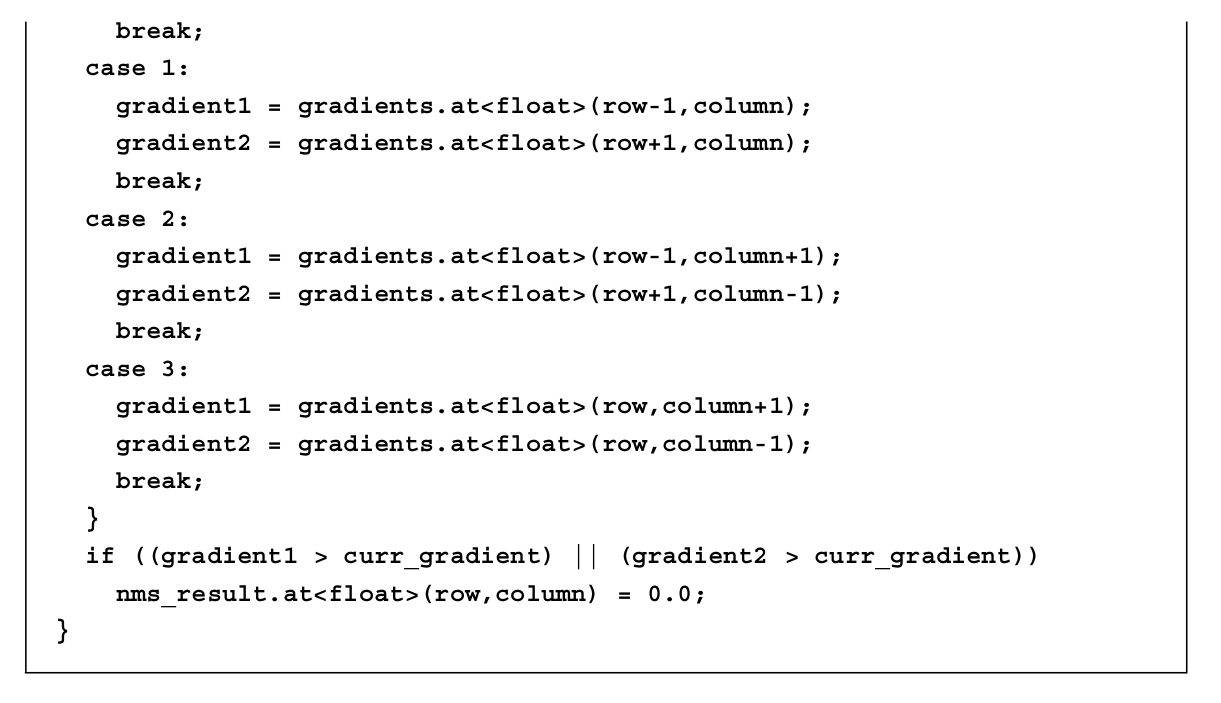 break;
case 1:
gradient1 = gradients.at<float>(row-1,column);
gradient2 = gradients.at<float>(row+1,column);
break;
case 2:
gradient1 = gradients.at<float>(row-1,column+1);
gradient2 = gradients.at<float>(row+1,column-1);
break;
case 3:
gradient1 = gradients.at<float>(row,column+1);
gradient2 = gradients.at<float>(row,column-1);
break;
}
if ((gradient1 > curr_gradient) || (gradient2 > curr_gradient))
nms_result.at<float>(row,column) = 0.0;
}